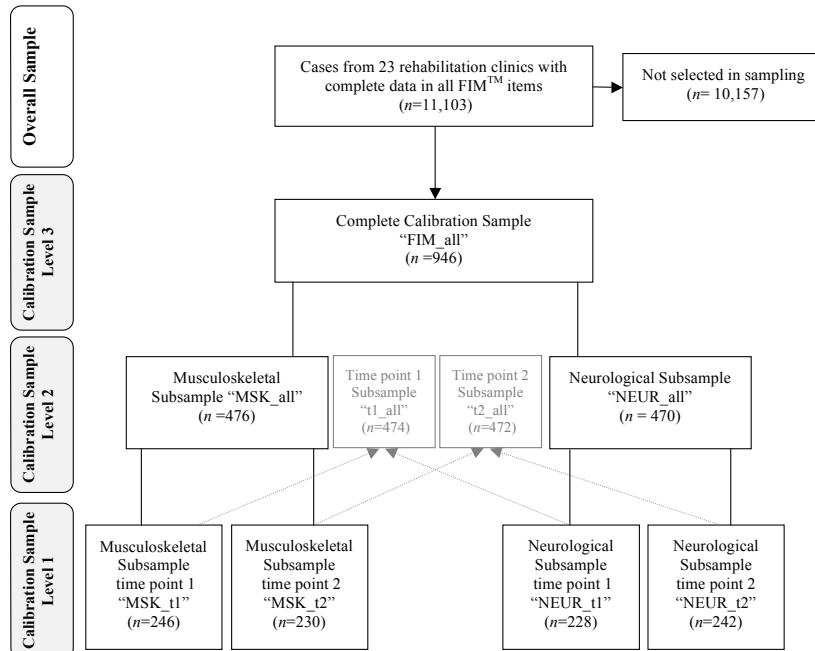 Overall Sample
Cases from 23 rehabilitation clinics with
complete data in all FIM™ items
(n=11,103)
Not selected in sampling
(n= 10,157)
Calibration Sample
Level 3
Complete Calibration Sample
“FIM_all”
(n =946)
Calibration Sample
Level 2
Musculoskeletal
Subsample “MSK_all”
(n =476)
Time point 1
Subsample
“t1_all”
(n=474)
Time point 2
Subsample
“t2_all”
(n=472)
Neurological Subsample
“NEUR_all”
(n = 470)
Calibration Sample
Level 1
Musculoskeletal
Subsample
time point 1
“MSK_t1”
(n=246)
Musculoskeletal
Subsample
time point 2
“MSK_t2”
(n=230)
Neurological
Subsample
time point 1
“NEUR_t1”
(n=228)
Neurological
Subsample
time point 2
“NEUR_t2”
(n=242)